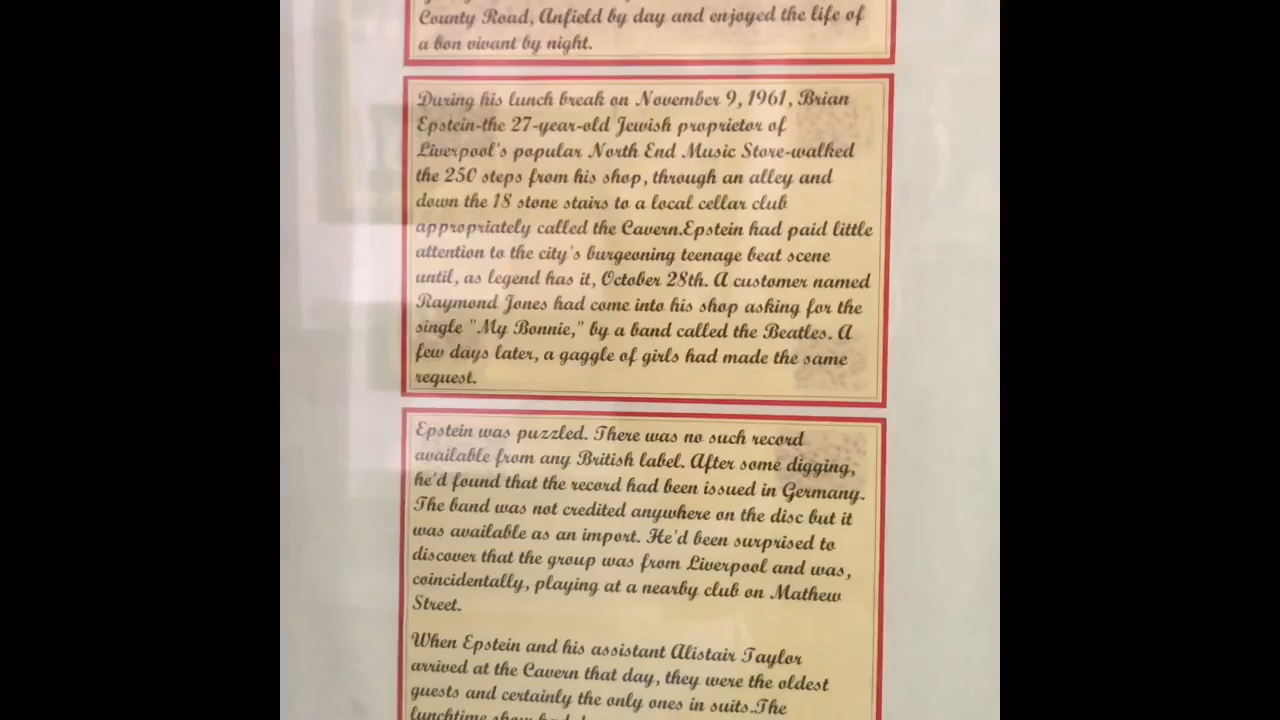 County Road, Anfield by day and enjoyed the life of
a bon vivant by night.
During his lunch break on November 9, 1961, Brian
Epstein-the 27-year-old Jewish proprietor of
Liverpool's popular North End Music Store-walked
the 250 steps from his shop, through an alley and
down the 18 stone stairs to a local cellar club
appropriately called the Cavern.Epstein had paid little
attention to the city's burgeoning teenage beat scene
until, as legend has it, October 28th. A customer named
Raymond Jones had come into his shop asking for the
single "My Bonnie," by a band called the Beatles. A
few days later, a gaggle of girls had made the same
request.
Epstein was puzzled. There was no such record
available from any British label. After some digging,
he'd found that the record had been issued in Germany.
The band was not credited anywhere on the disc but it
was available as an import. He'd been surprised to
discover that the group was from Liverpool and was,
coincidentally, playing at a nearby club on Mathew
Street.
When Epstein and his assistant Alistair Taylor
arrived at the Cavern that day, they were the oldest
guests and certainly the only ones in suits.The
lunchtime show had